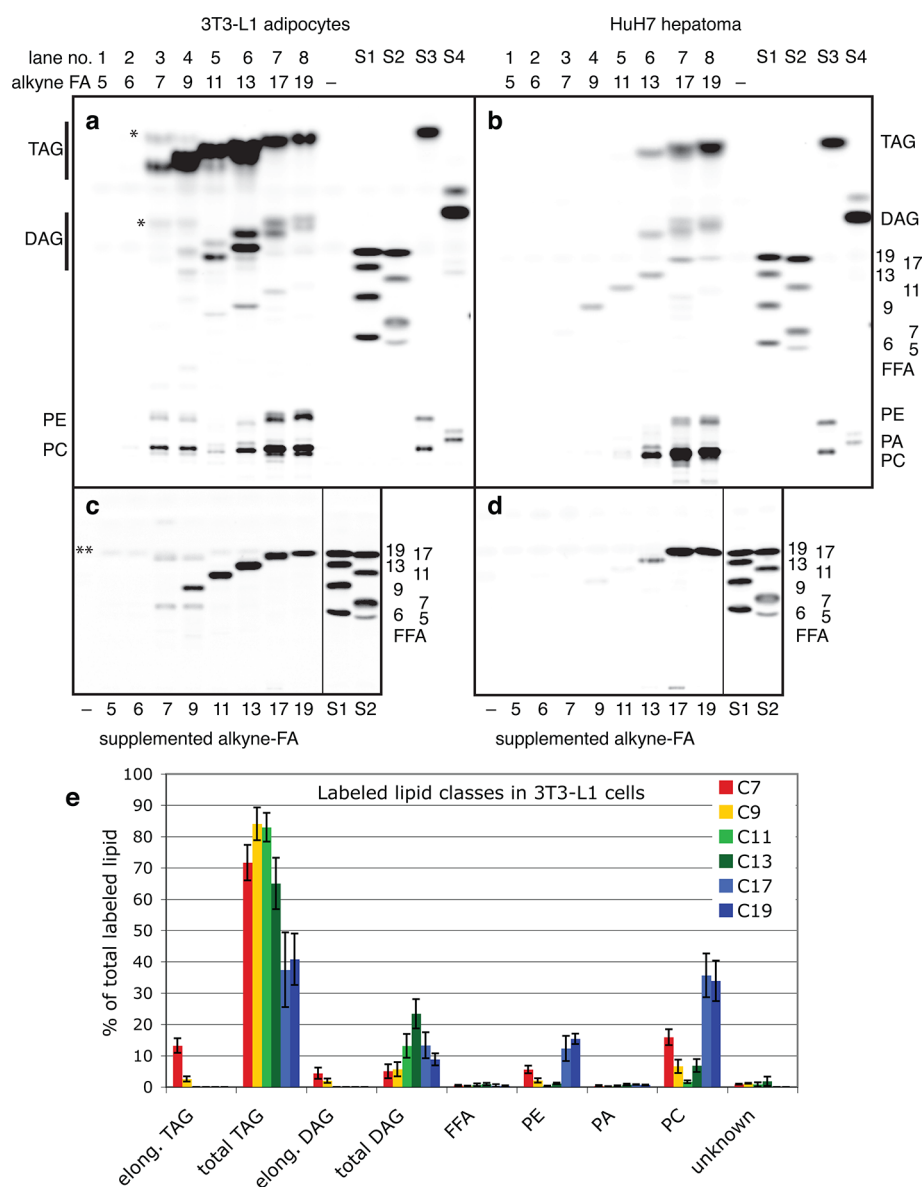 3T3-L1 adipocytes HuH7 hepatoma
lane no. 1 2 3 4 5 6 7 8 S1 S2 S3 S4 1 2 3 4 5 6 7 8 S1 S2 S3 S4
alkyne FA 5 6 7 9 11 13 17 19 – 5 6 7 9 11 13 17 19 –
a b
*
TAG TAG
*
DAG DAG
19 17
13
11
9
7
6 5
FFA
PE PE
PA
PC PC
c d
** 19 17 19 17
13 11 13 11
9 9
7 7
6 5 6 5
FFA FFA
– 5 6 7 9 11 13 17 19 S1 S2 – 5 6 7 9 11 13 17 19 S1 S2
supplemented alkyne-FA supplemented alkyne-FA
e
Labeled lipid classes in 3T3-L1 cells
% of total labeled lipid
100
90
80
70
60
50
40
30
20
10
0
C7
C9
C11
C13
C17
C19
elong. TAG
total TAG
elong. DAG
total DAG
FFA
PE
PA
PC
unknown